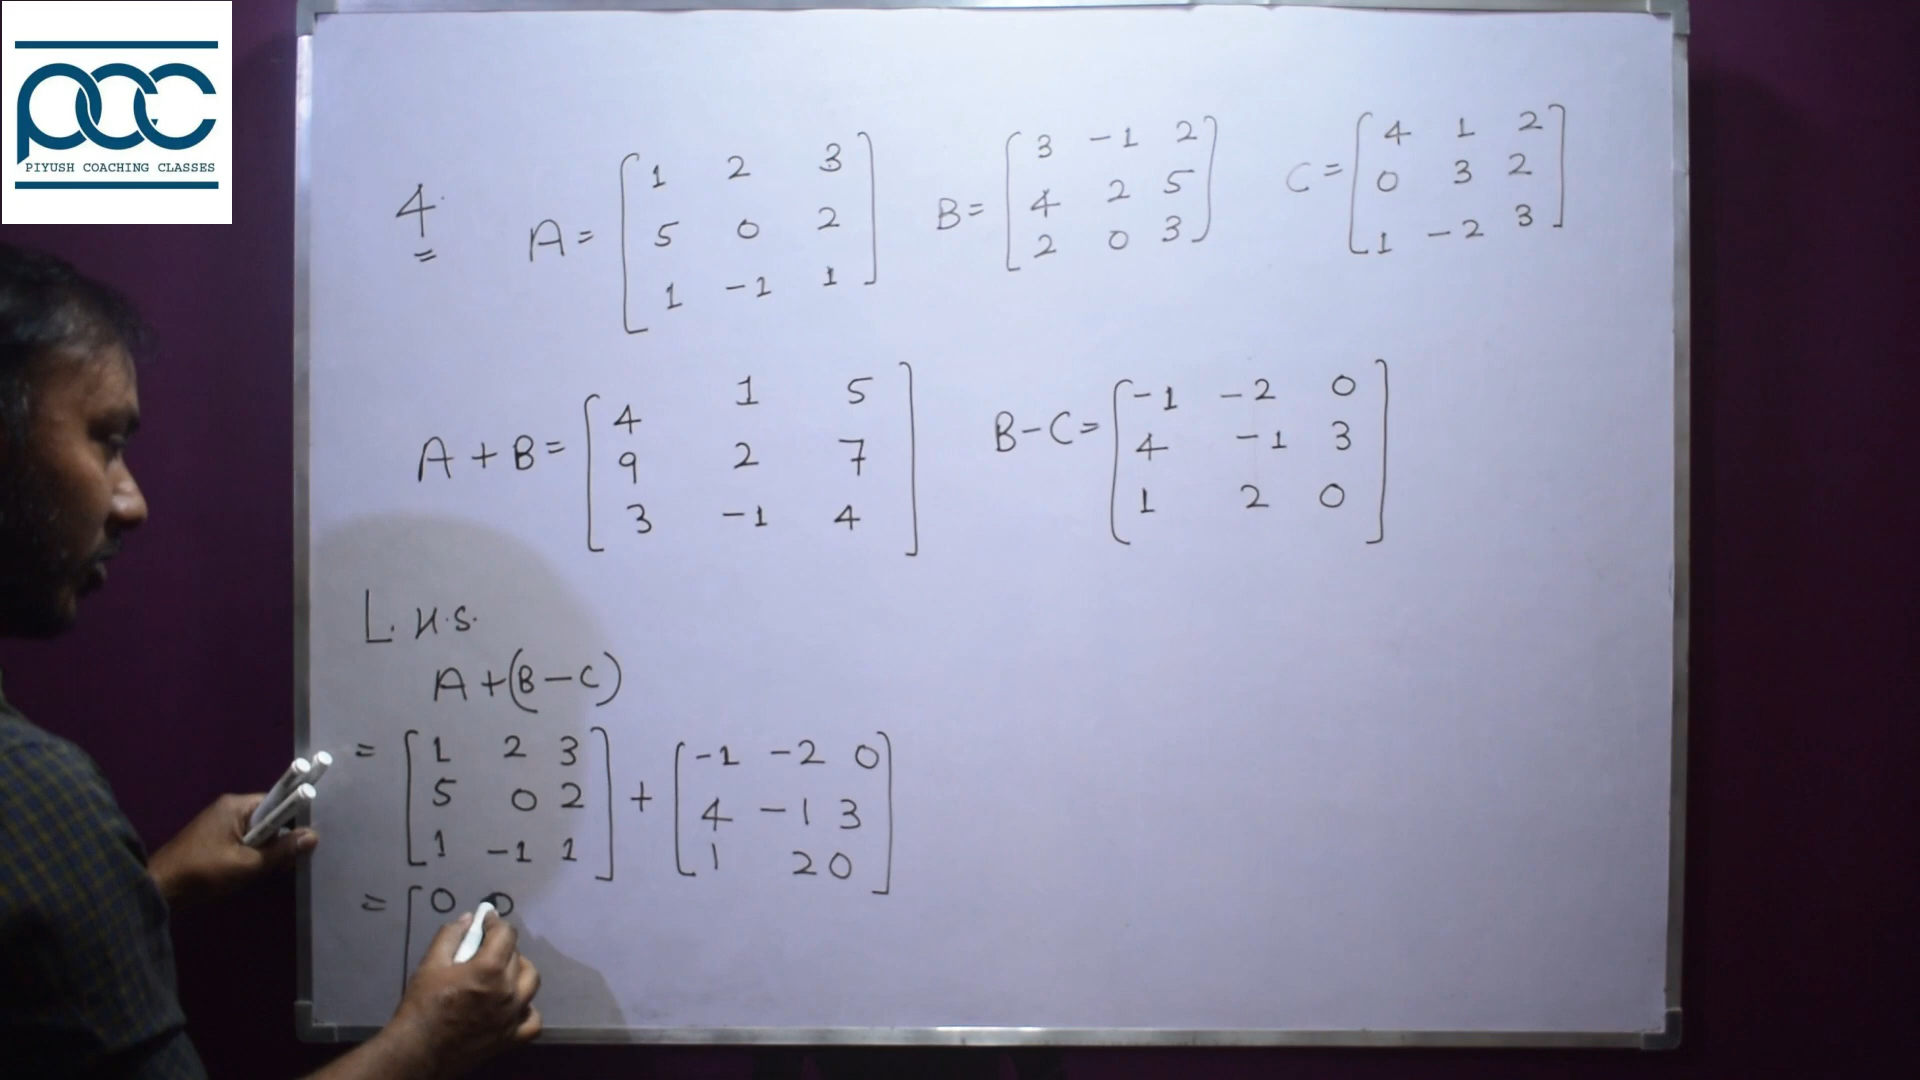 PCC
PIYUSH COACHING CLASSES
4. A = [ 1 2 3
5 0 2
1 -1 1 ]
B = [ 3 -1 2
4 2 5
2 0 3 ]
C = [ 4 1 2
0 3 2
1 -2 3 ]
A + B = [ 4 1 5
9 2 7
3 -1 4 ]
B - C = [ -1 -2 0
4 -1 3
1 2 0 ]
L.H.S.
A + (B - C)
= [ 1 2 3
5 0 2
1 -1 1 ]
+ [ -1 -2 0
4 -1 3
1 2 0 ]
= [ 0 0